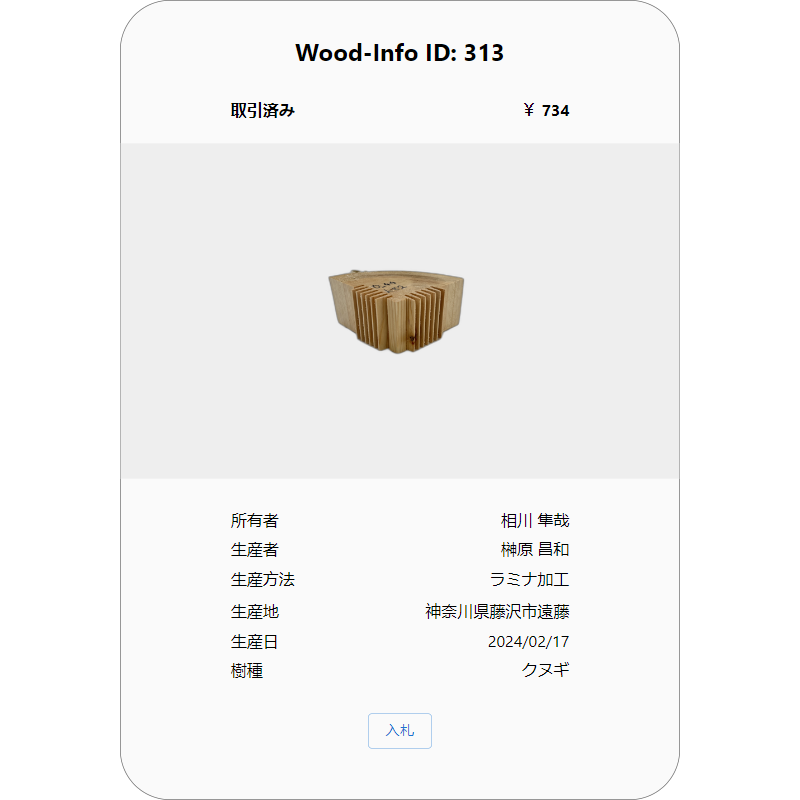 Wood-Info ID: 313
取引済み ¥ 734
所有者 相川 隼哉
生産者 榊原 昌和
生産方法 ラミナ加工
生産地 神奈川県藤沢市遠藤
生産日 2024/02/17
樹種 クヌギ
入札